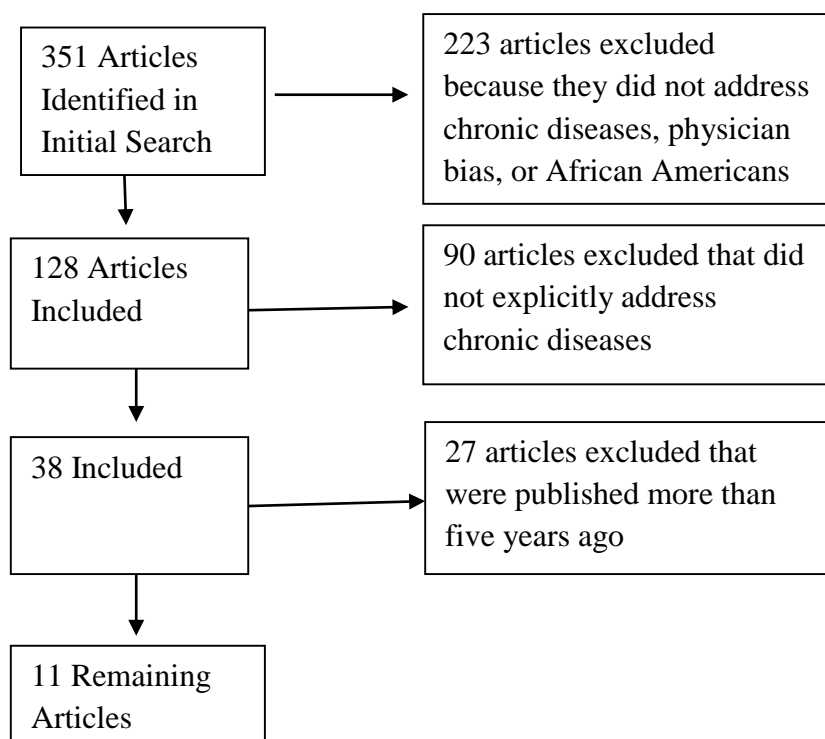 351 Articles
Identified in
Initial Search
223 articles excluded
because they did not address
chronic diseases, physician
bias, or African Americans
128 Articles
Included
90 articles excluded that did
not explicitly address
chronic diseases
38 Included
27 articles excluded that
were published more than
five years ago
11 Remaining
Articles